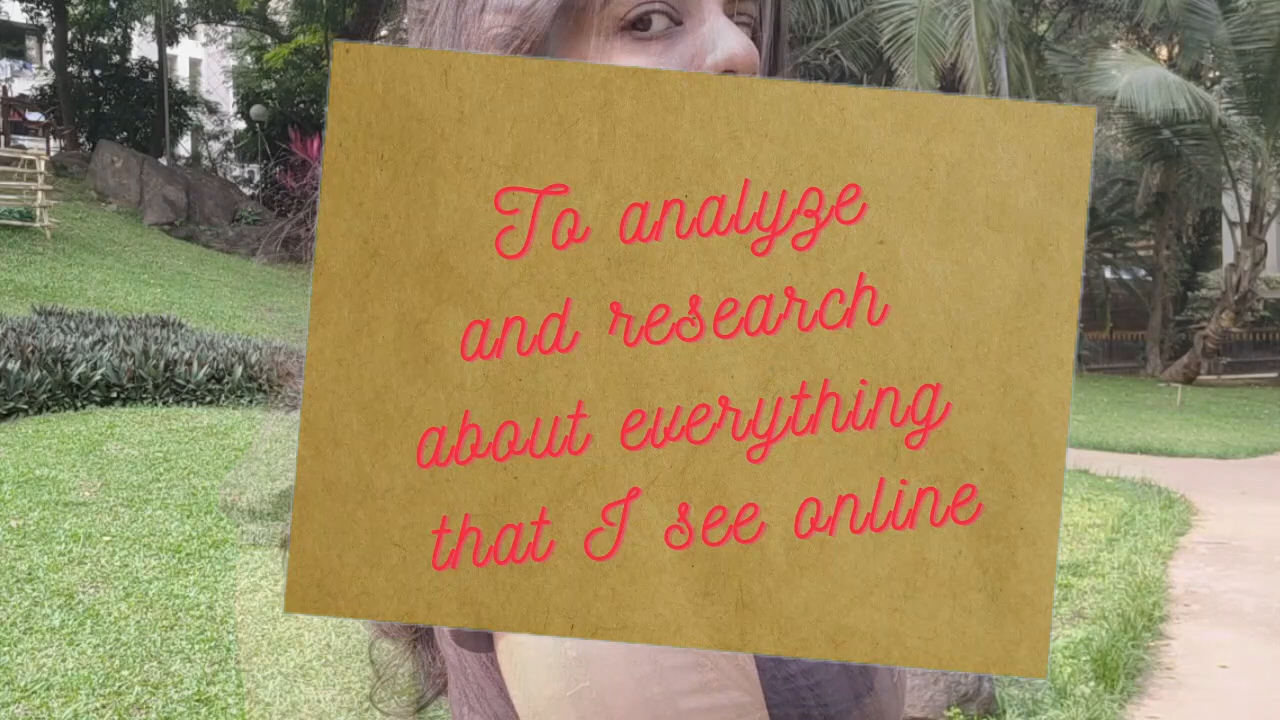 To analyze
and research
about everything
that I see online